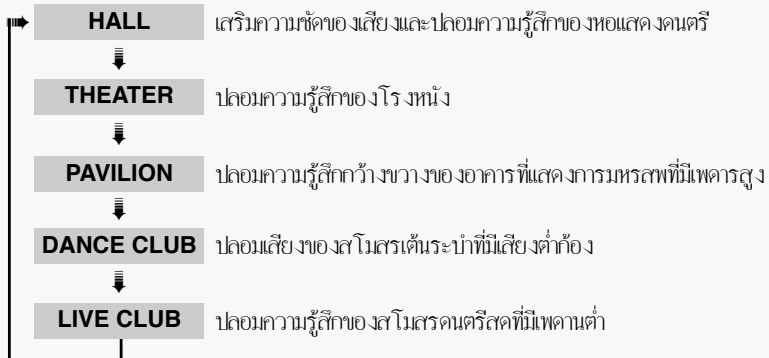 HALL เสริมความชัดของเสียงและปลอมความรู้สึกของหอแสดงดนตรี
THEATER ปลอมความรู้สึกของโรงหนัง
PAVILION ปลอมความรู้สึกกว้างขวางของอาคารที่แสดงการมหรสพที่มีเพดารสูง
DANCE CLUB ปลอมเสียงของสโมสรเต้นระบำที่มีเสียงต่ำก้อง
LIVE CLUB ปลอมความรู้สึกของสโมสรดนตรีสดที่มีเพดานต่ำ